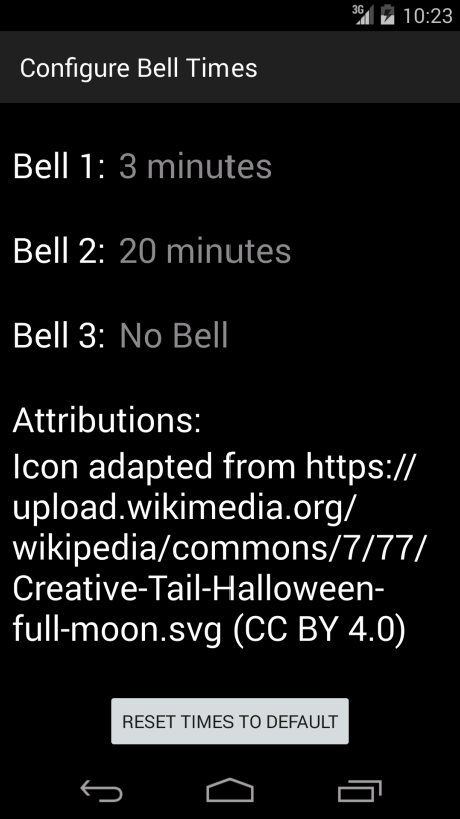 3G 10:23
Configure Bell Times
Bell 1: 3 minutes
Bell 2: 20 minutes
Bell 3: No Bell
Attributions:
Icon adapted from https://
upload.wikimedia.org/
wikipedia/commons/7/77/
Creative-Tail-Halloween-
full-moon.svg (CC BY 4.0)
RESET TIMES TO DEFAULT